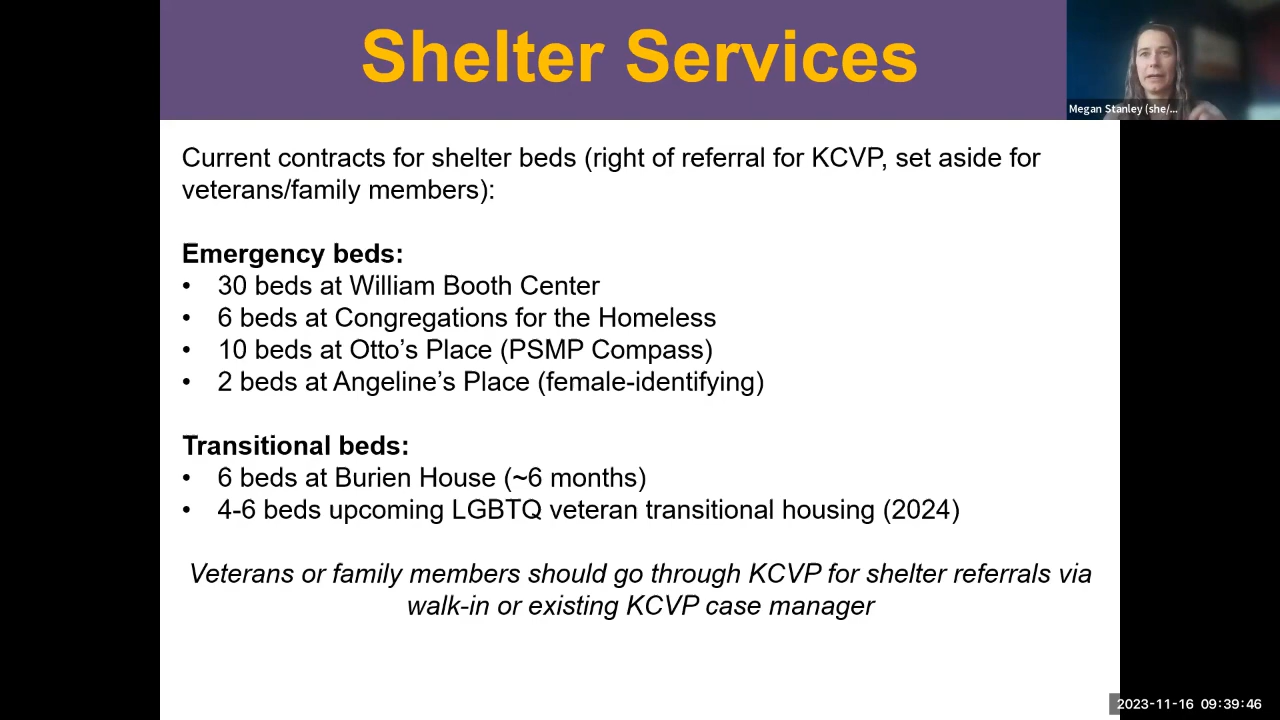 Shelter Services
Megan Stanley (she/...
Current contracts for shelter beds (right of referral for KCVP, set aside for
veterans/family members):
Emergency beds:
• 30 beds at William Booth Center
• 6 beds at Congregations for the Homeless
• 10 beds at Otto’s Place (PSMP Compass)
• 2 beds at Angeline’s Place (female-identifying)
Transitional beds:
• 6 beds at Burien House (~6 months)
• 4-6 beds upcoming LGBTQ veteran transitional housing (2024)
Veterans or family members should go through KCVP for shelter referrals via
walk-in or existing KCVP case manager
2023-11-16 09:39:46